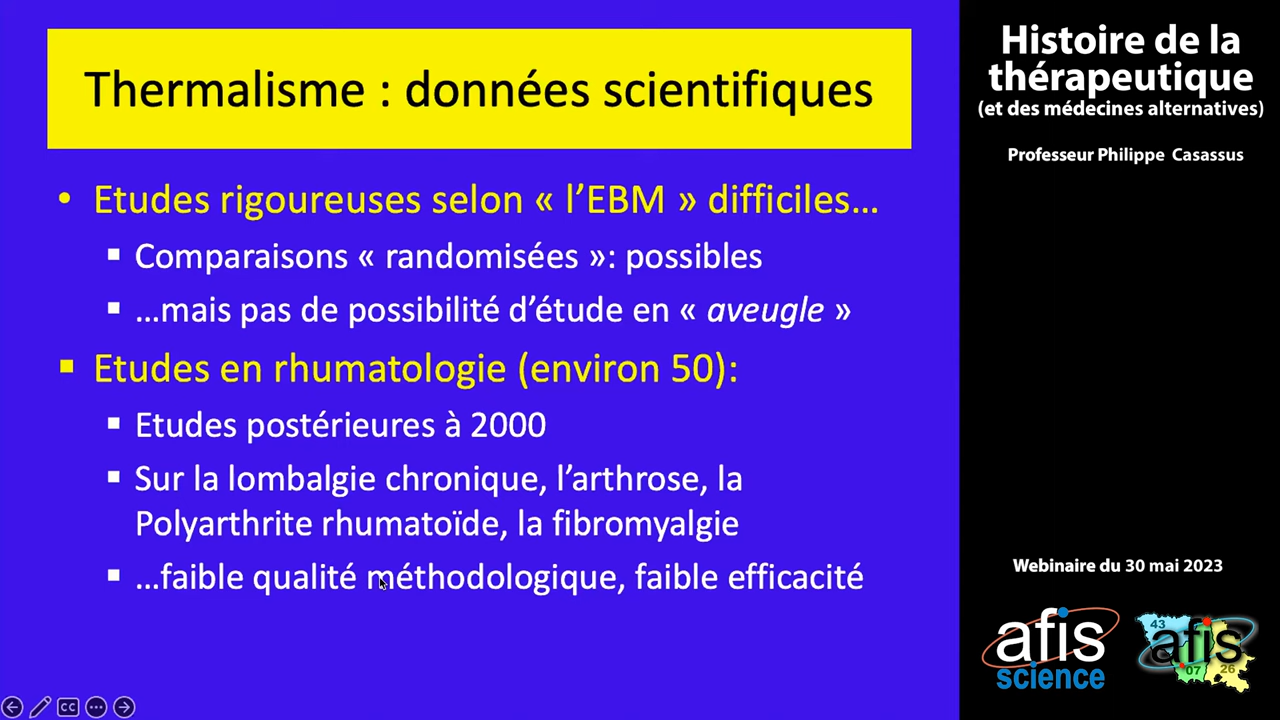 Thermalisme : données scientifiques
• Etudes rigoureuses selon « l’EBM » difficiles…
▪ Comparaisons « randomisées »: possibles
▪ …mais pas de possibilité d’étude en « aveugle »
▪ Etudes en rhumatologie (environ 50):
▪ Etudes postérieures à 2000
▪ Sur la lombalgie chronique, l’arthrose, la
Polyarthrite rhumatoïde, la fibromyalgie
▪ …faible qualité méthodologique, faible efficacité
Histoire de la
thérapeutique
(et des médecines alternatives)
Professeur Philippe Casassus
Webinaire du 30 mai 2023
afis
science
43
afis
07
26
CC